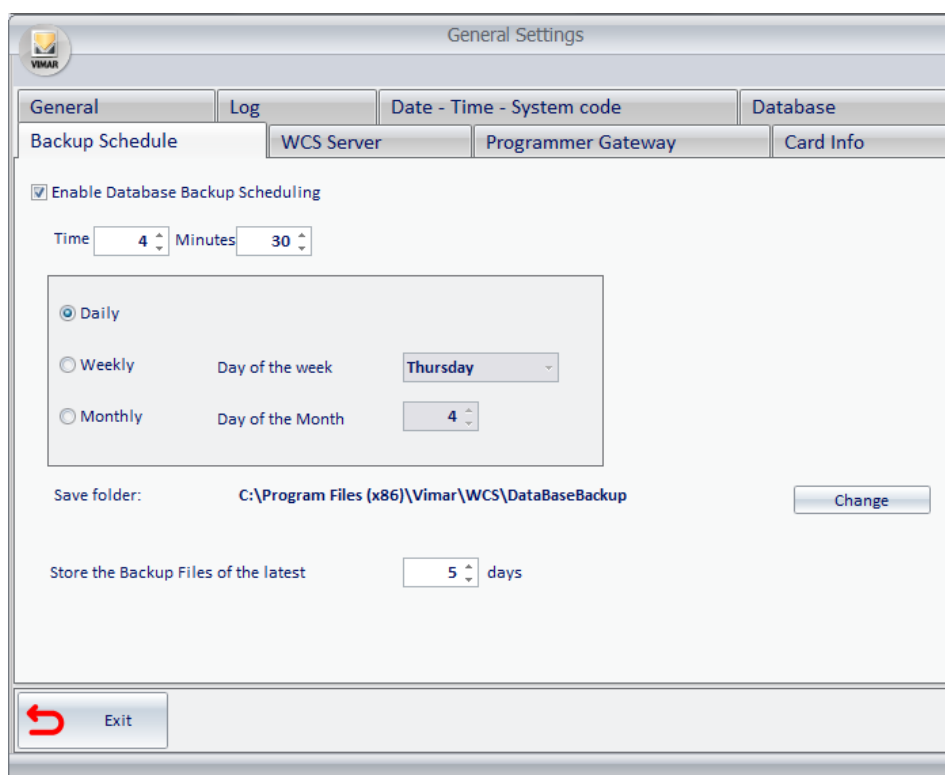 General Settings
VIMAR
General Log Date - Time - System code Database
Backup Schedule WCS Server Programmer Gateway Card Info
Enable Database Backup Scheduling
Time 4 Minutes 30
Daily
Weekly Day of the week Thursday
Monthly Day of the Month 4
Save folder: C:\Program Files (x86)\Vimar\WCS\DataBaseBackup Change
Store the Backup Files of the latest 5 days
Exit